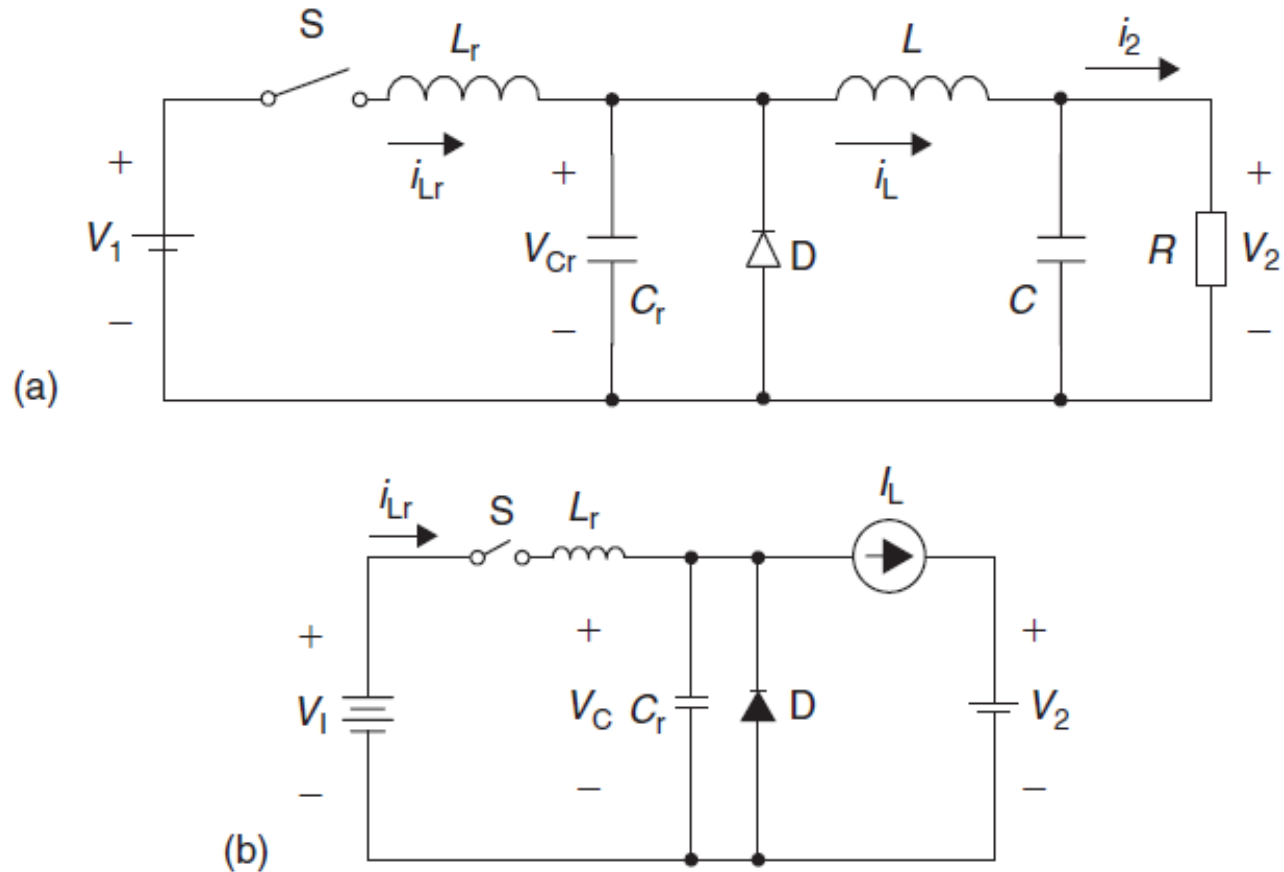 S
Lr
L
i2
iLr
iL
+
+
+
V1
VCr
Cr
D
C
R
V2
−
−
−
(a)
iLr
S
Lr
IL
+
+
+
VI
VC
Cr
D
V2
−
−
−
(b)